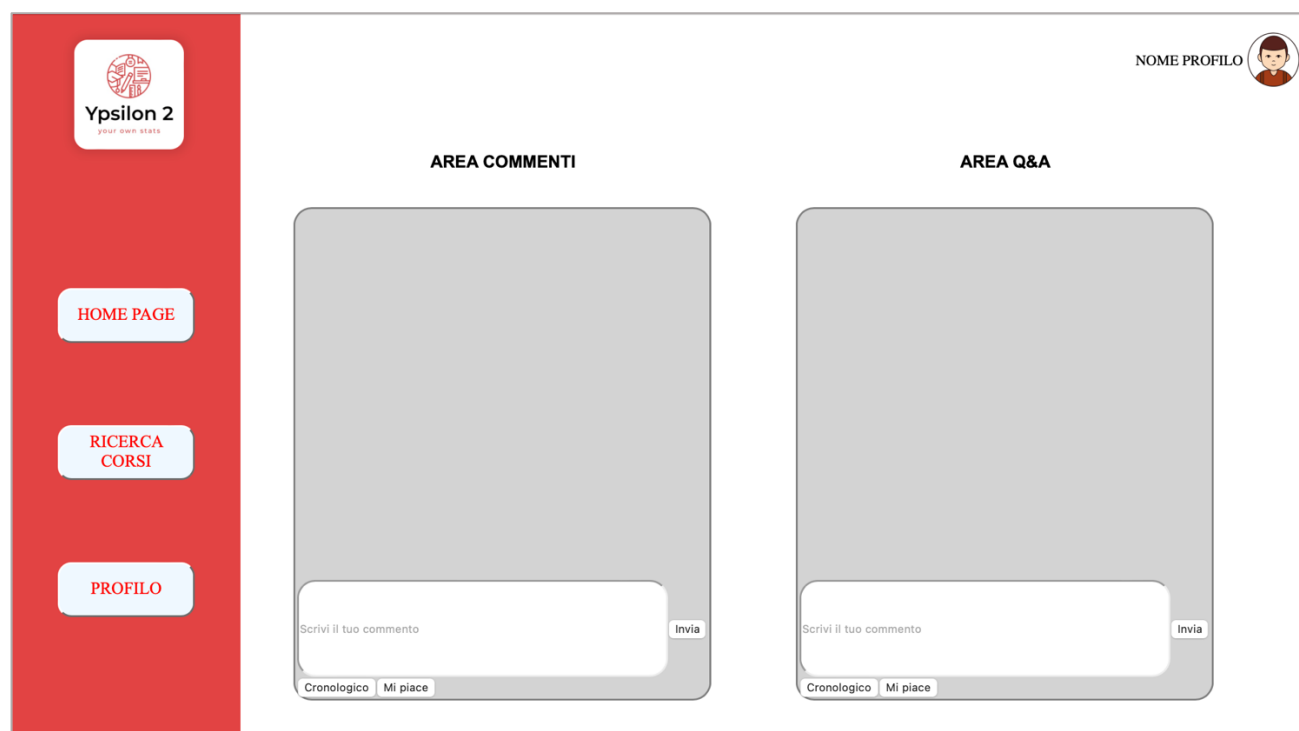 Ypsilon 2
your own stats
NOME PROFILO
HOME PAGE
RICERCA
CORSI
PROFILO
AREA COMMENTI
Scrivi il tuo commento
Invia
Cronologico Mi piace
AREA Q&A
Scrivi il tuo commento
Invia
Cronologico Mi piace